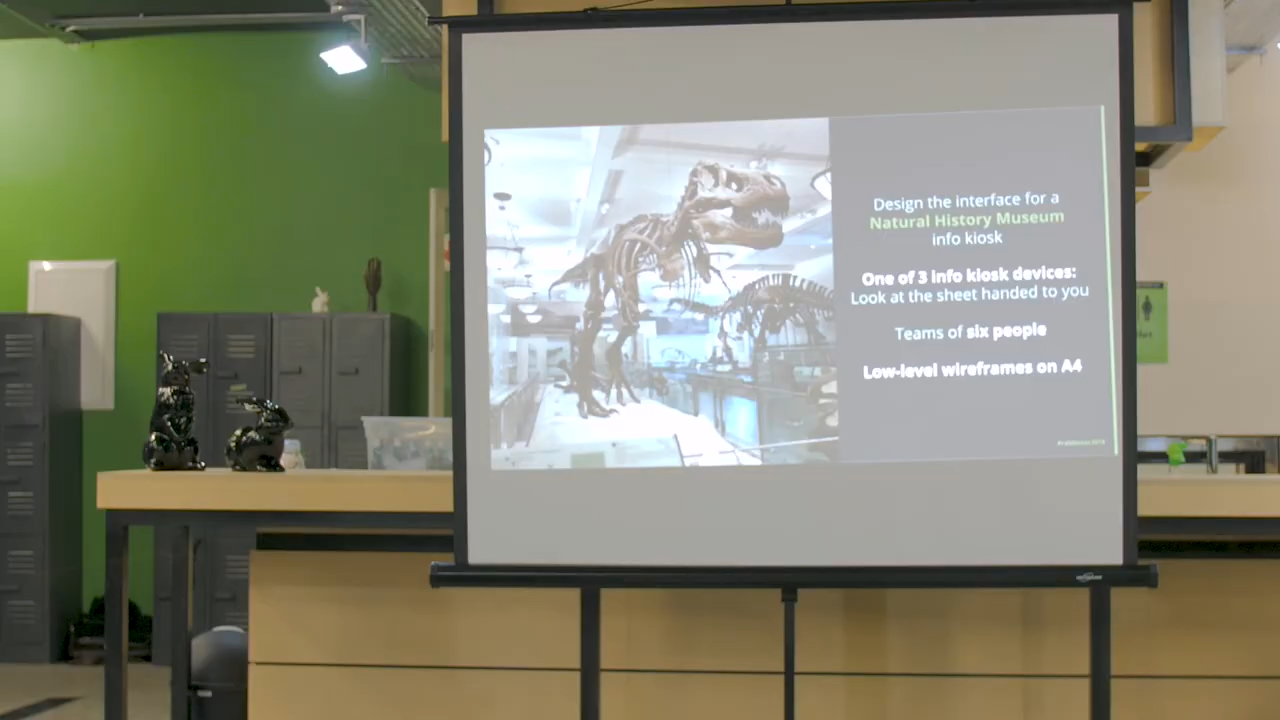 Design the interface for a
Natural History Museum
info kiosk
One of 3 info kiosk devices:
Look at the sheet handed to you
Teams of six people
Low-level wireframes on A4